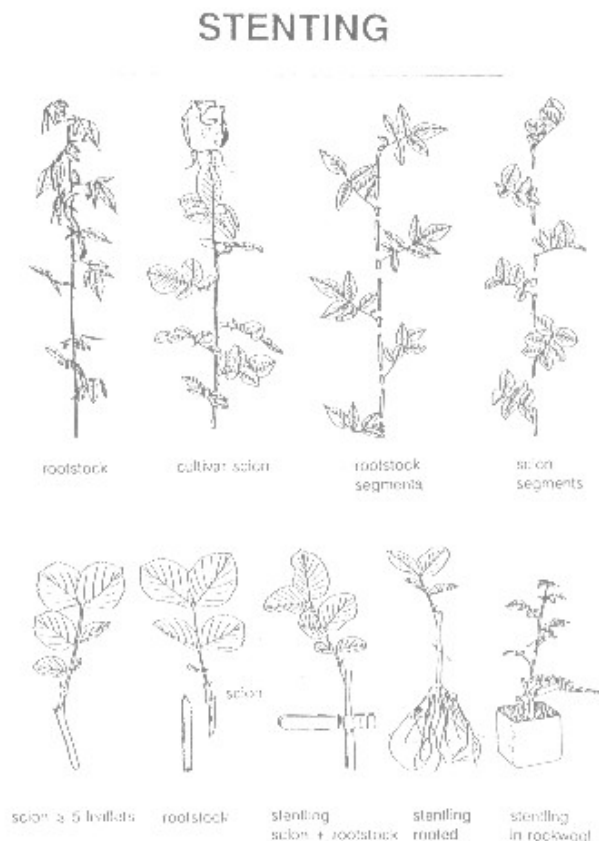 STENTING
rootstock
cultivar scion
rootstock
segments
scion
segments
scion
scion ≥ 5 leaflets
rootstock
stentling
scion + rootstock
stentling
rooted
stentling
in rockwool